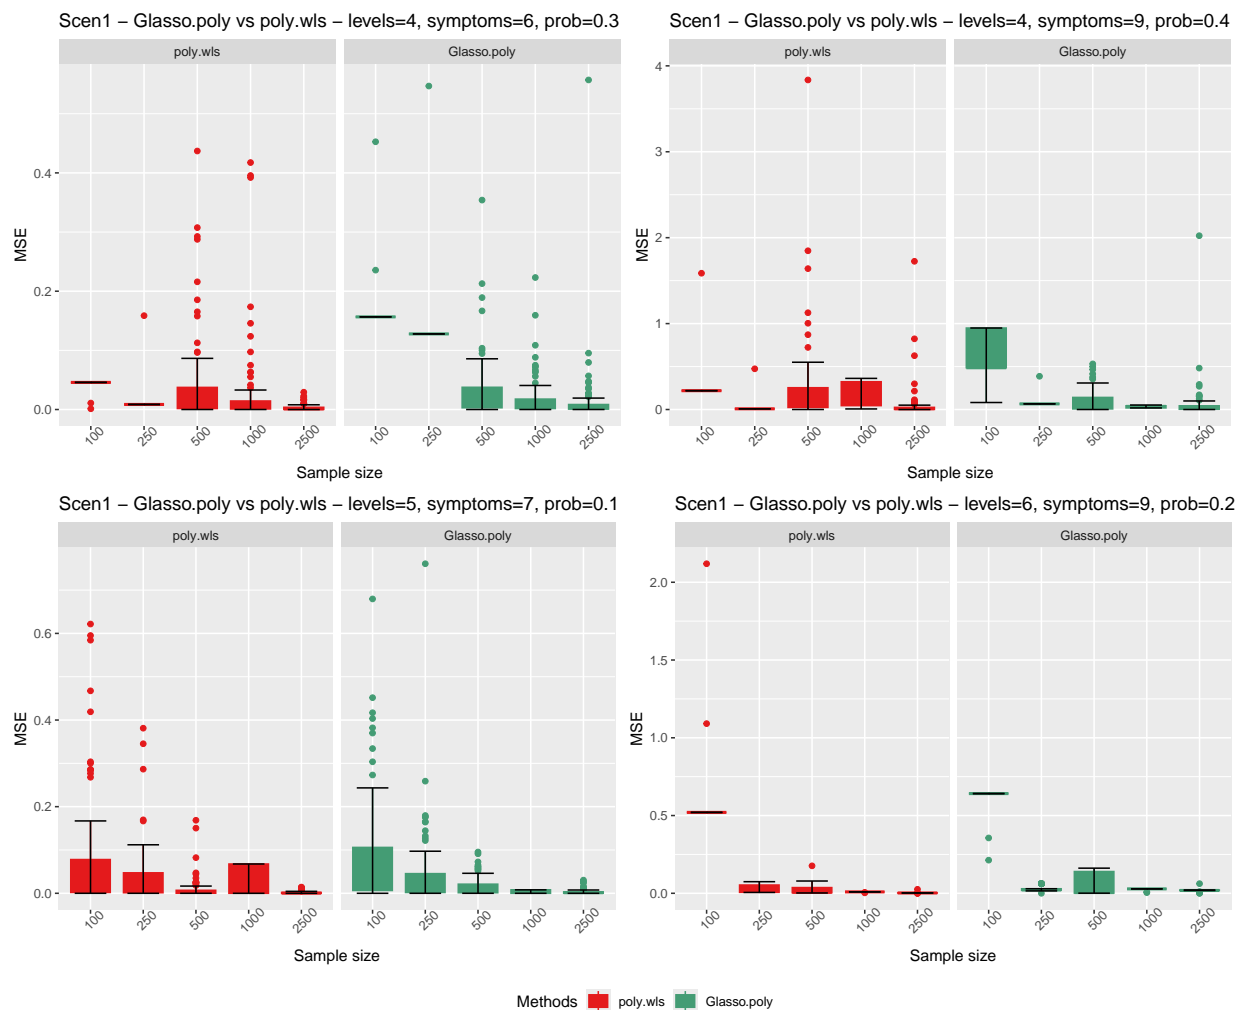 Scen1 − Glasso.poly vs poly.wls − levels=4, symptoms=6, prob=0.3
poly.wls
Glasso.poly
0.4
0.2
0.0
MSE
100
250
500
1000
2500
100
250
500
1000
2500
Sample size
Scen1 − Glasso.poly vs poly.wls − levels=4, symptoms=9, prob=0.4
poly.wls
Glasso.poly
4
3
2
1
0
MSE
100
250
500
1000
2500
100
250
500
1000
2500
Sample size
Scen1 − Glasso.poly vs poly.wls − levels=5, symptoms=7, prob=0.1
poly.wls
Glasso.poly
0.6
0.4
0.2
0.0
MSE
100
250
500
1000
2500
100
250
500
1000
2500
Sample size
Scen1 − Glasso.poly vs poly.wls − levels=6, symptoms=9, prob=0.2
poly.wls
Glasso.poly
2.0
1.5
1.0
0.5
0.0
MSE
100
250
500
1000
2500
100
250
500
1000
2500
Sample size
Methods poly.wls Glasso.poly